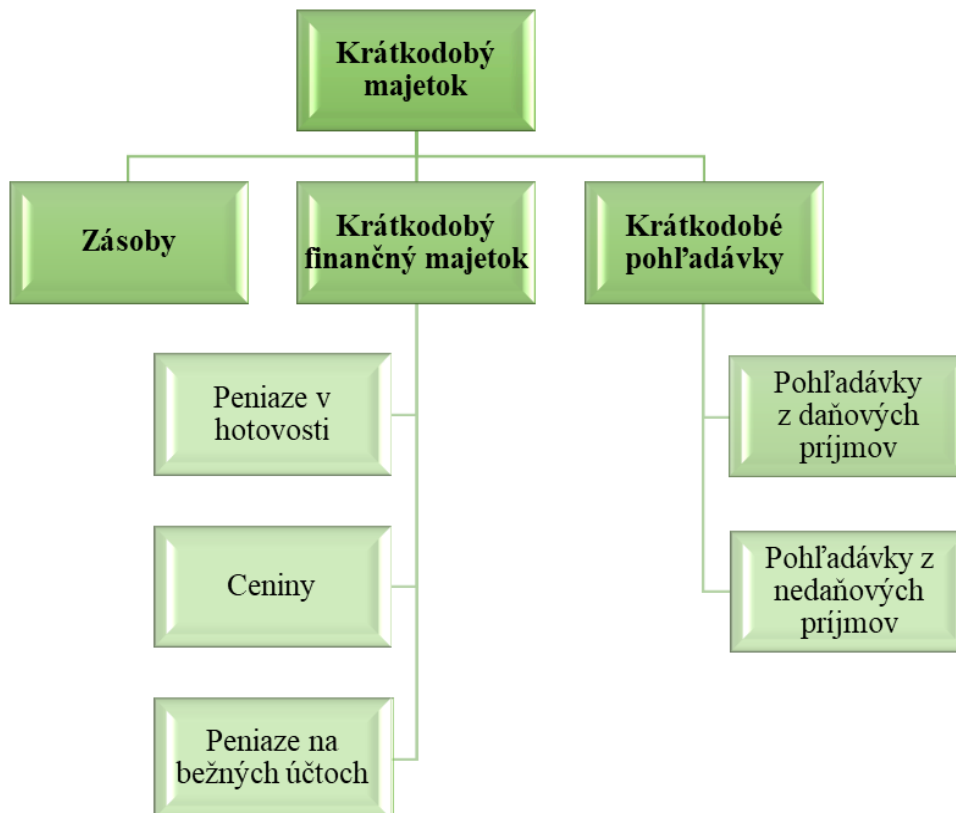 Krátkodobý
majetok
Zásoby
Krátkodobý
finančný majetok
Krátkodobé
pohľadávky
Peniaze v
hotovosti
Ceniny
Peniaze na
bežných účtoch
Pohľadávky
z daňových
príjmov
Pohľadávky z
nedaňových
príjmov